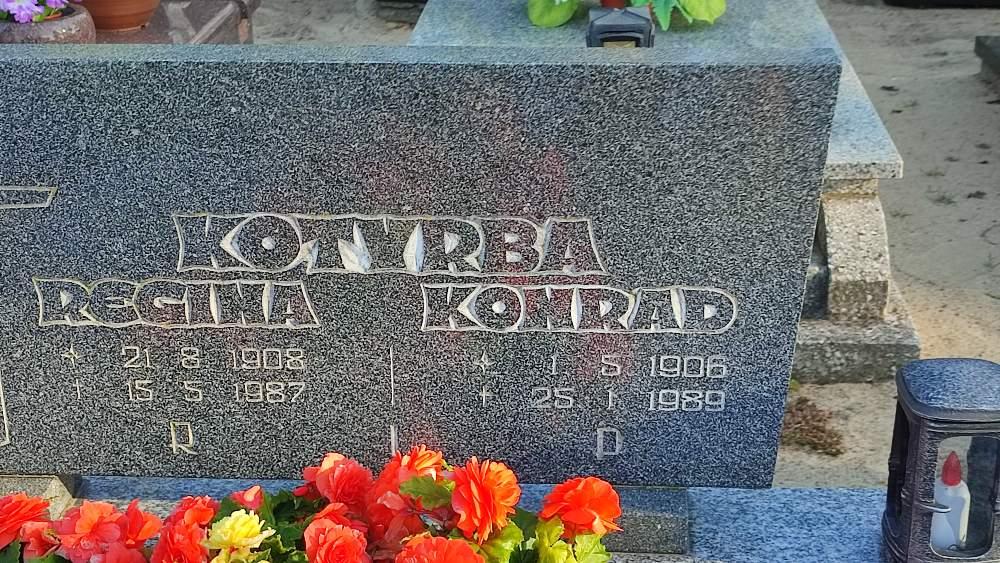 KOTYRBA
REGINA KONRAD
21 8 1908 1 5 1906
15 5 1987 25 1 1989
R I P